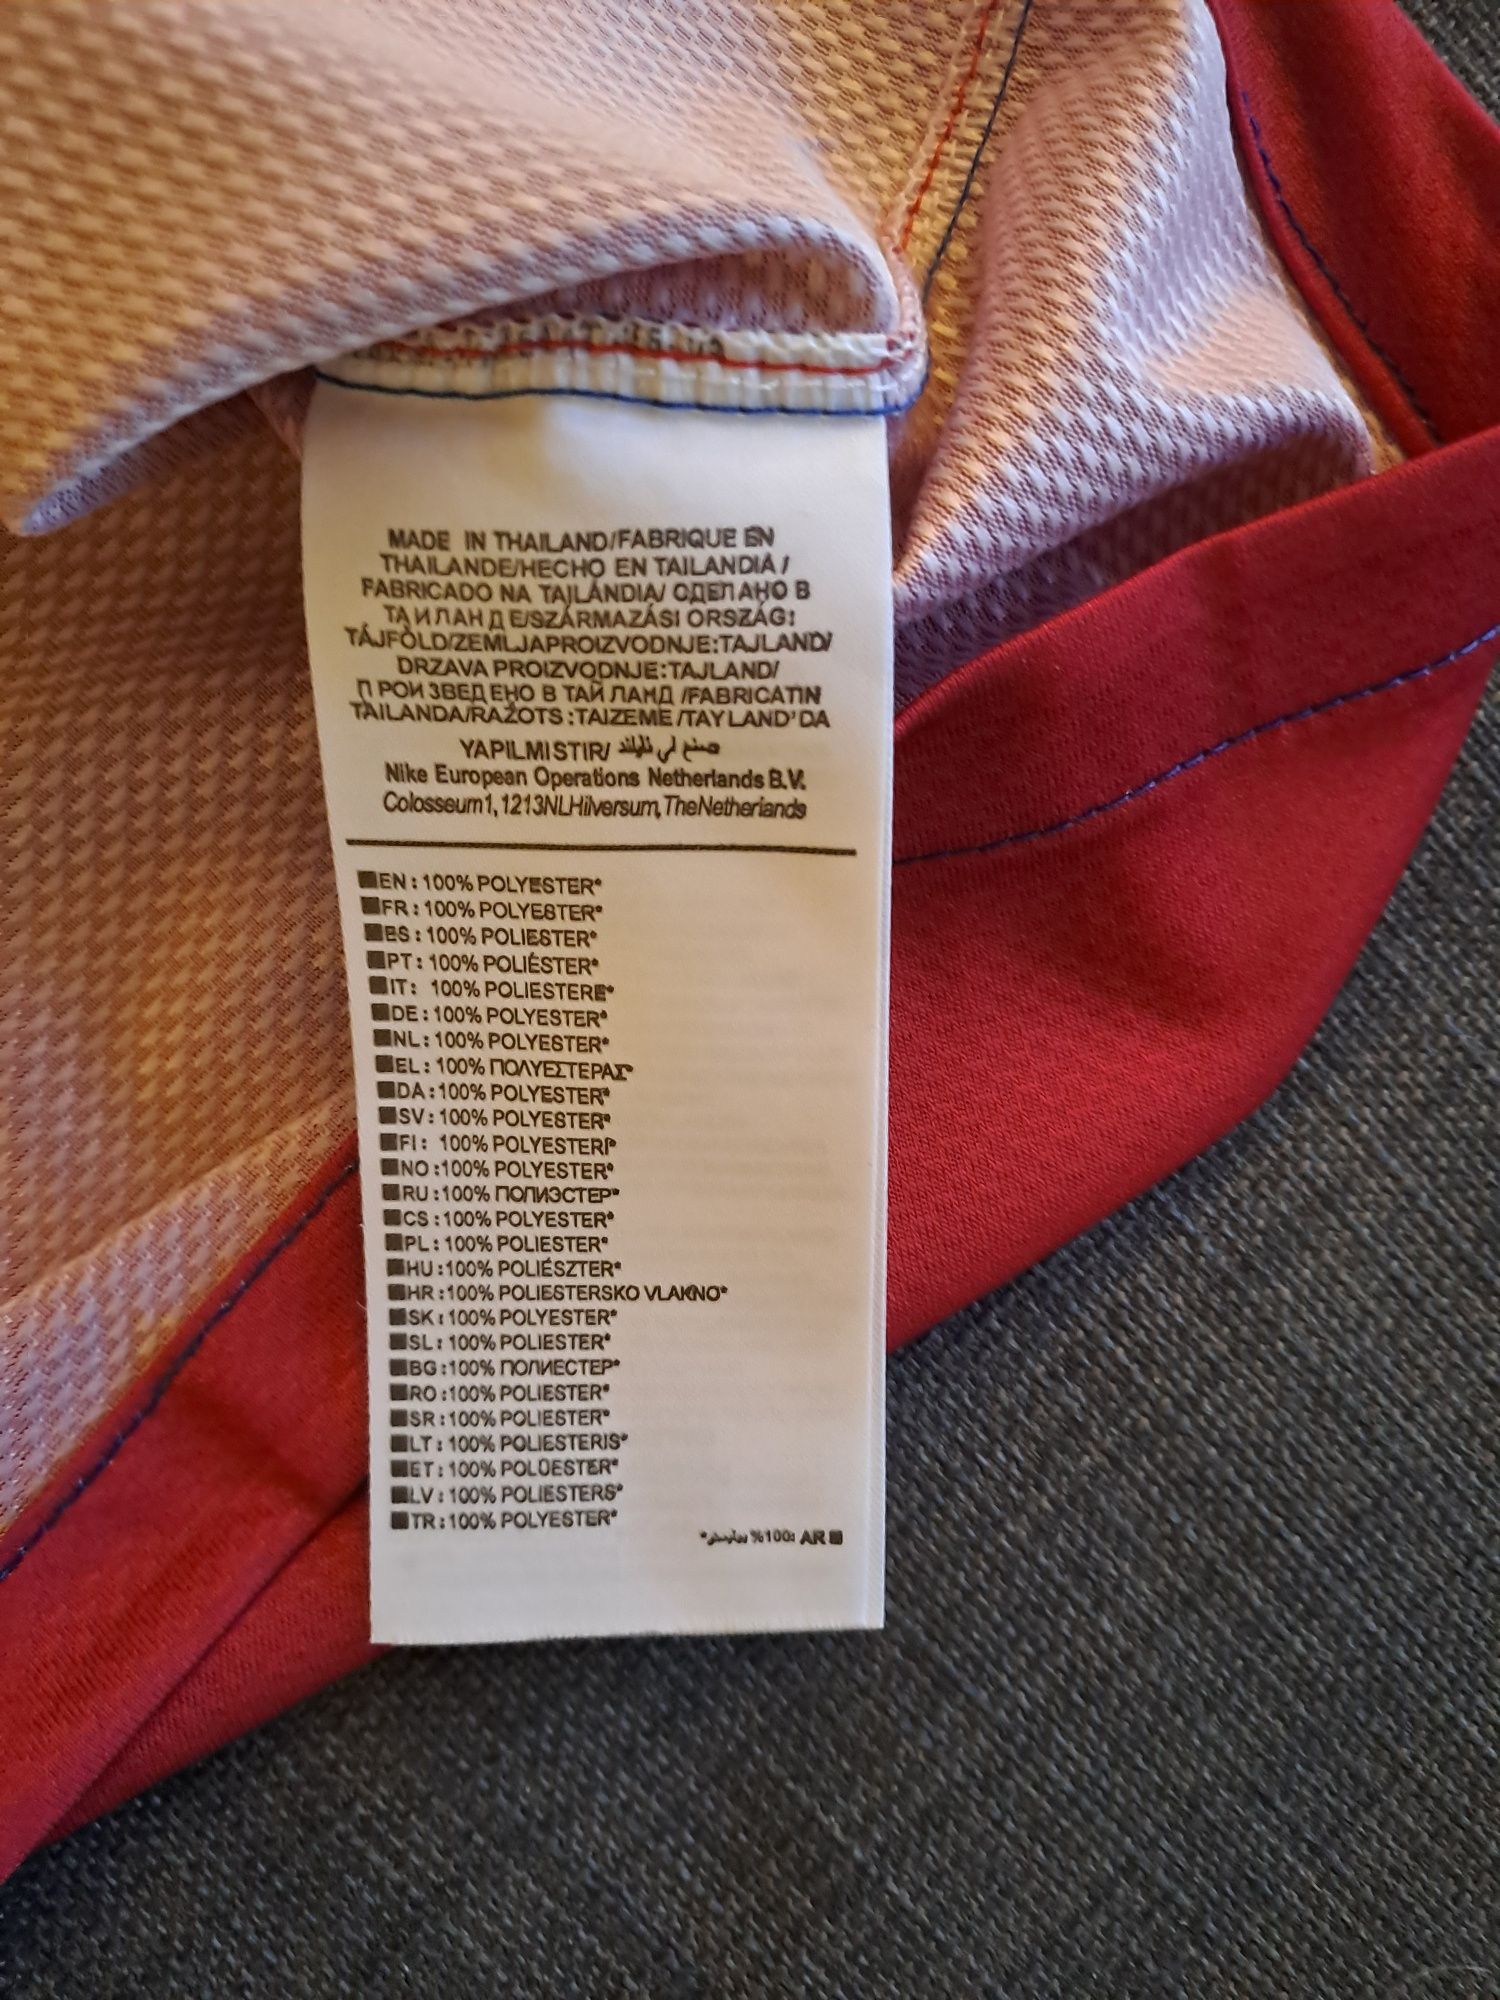 MADE IN THAILAND/FABRIQUE EN
THAILANDE/HECHO EN TAILANDIA /
FABRICADO NA TAILÁNDIA/ СДЕЛАНО В
ТАИЛАНДЕ/SZÁRMAZÁSI ORSZÁG:
TÁJFÖLD/ZEMLJAPROIZVODNJE:TAJLAND/
DRZAVA PROIZVODNJE:TAJLAND/
ПРОИЗВЕДЕНО В ТАЙЛАНД /FABRICATIN
TAILANDA/RAŽOTS :TAIZEME /TAYLAND'DA
YAPILMISTIR/ صنع لي تايلند
Nike European Operations Netherlands B.V.
Colosseum1, 1213NLHilversum, TheNetherlands
EN : 100% POLYESTER*
FR : 100% POLYESTER*
ES : 100% POLIESTER*
PT : 100% POLIÉSTER*
IT : 100% POLIESTERE*
DE : 100% POLYESTER*
NL : 100% POLYESTER*
EL : 100% ΠΟΛΥΕΣΤΕΡΑΣ*
DA : 100% POLYESTER*
SV : 100% POLYESTER*
FI : 100% POLYESTERI*
NO :100% POLYESTER*
RU :100% ПОЛИЭСТЕР*
CS : 100% POLYESTER*
PL : 100% POLIESTER*
HU :100% POLIÉSZTER*
HR :100% POLIESTERSKO VLAKNO*
SK : 100% POLYESTER*
SL : 100% POLIESTER*
BG :100% ПОЛИЕСТЕР*
RO :100% POLIESTER*
SR :100% POLIESTER*
LT : 100% POLIESTERIS*
ET : 100% POLÜESTER*
LV : 100% POLIESTERS*
TR :100% POLYESTER*
AR :100%